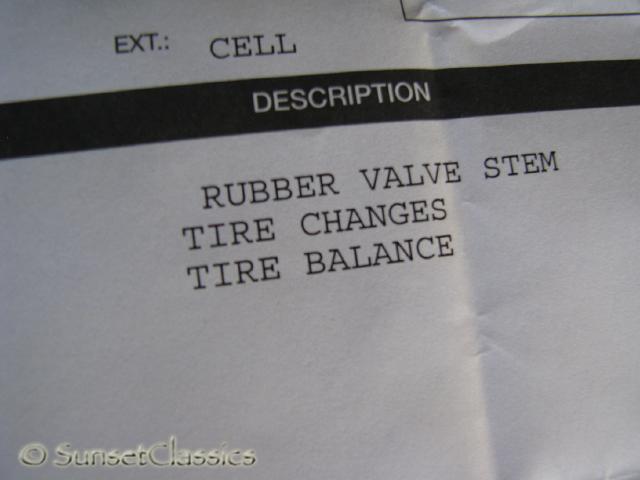 EXT.: CELL
DESCRIPTION
RUBBER VALVE STEM
TIRE CHANGES
TIRE BALANCE
© SunsetClassics